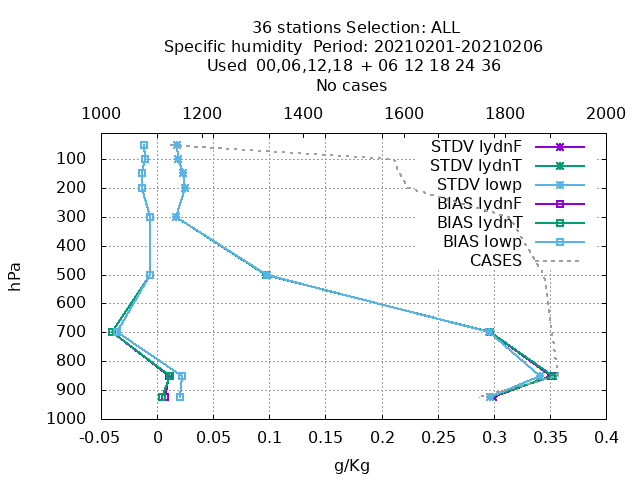 36 stations Selection: ALL
Specific humidity  Period: 20210201-20210206
Used  00,06,12,18  + 06 12 18 24 36
No cases
1000 1200 1400 1600 1800 2000
STDV lydnF
STDV lydnT
STDV lowp
BIAS lydnF
BIAS lydnT
BIAS lowp
CASES
100
200
300
400
500
600
700
800
900
1000
hPa
-0.05 0 0.05 0.1 0.15 0.2 0.25 0.3 0.35 0.4
g/Kg